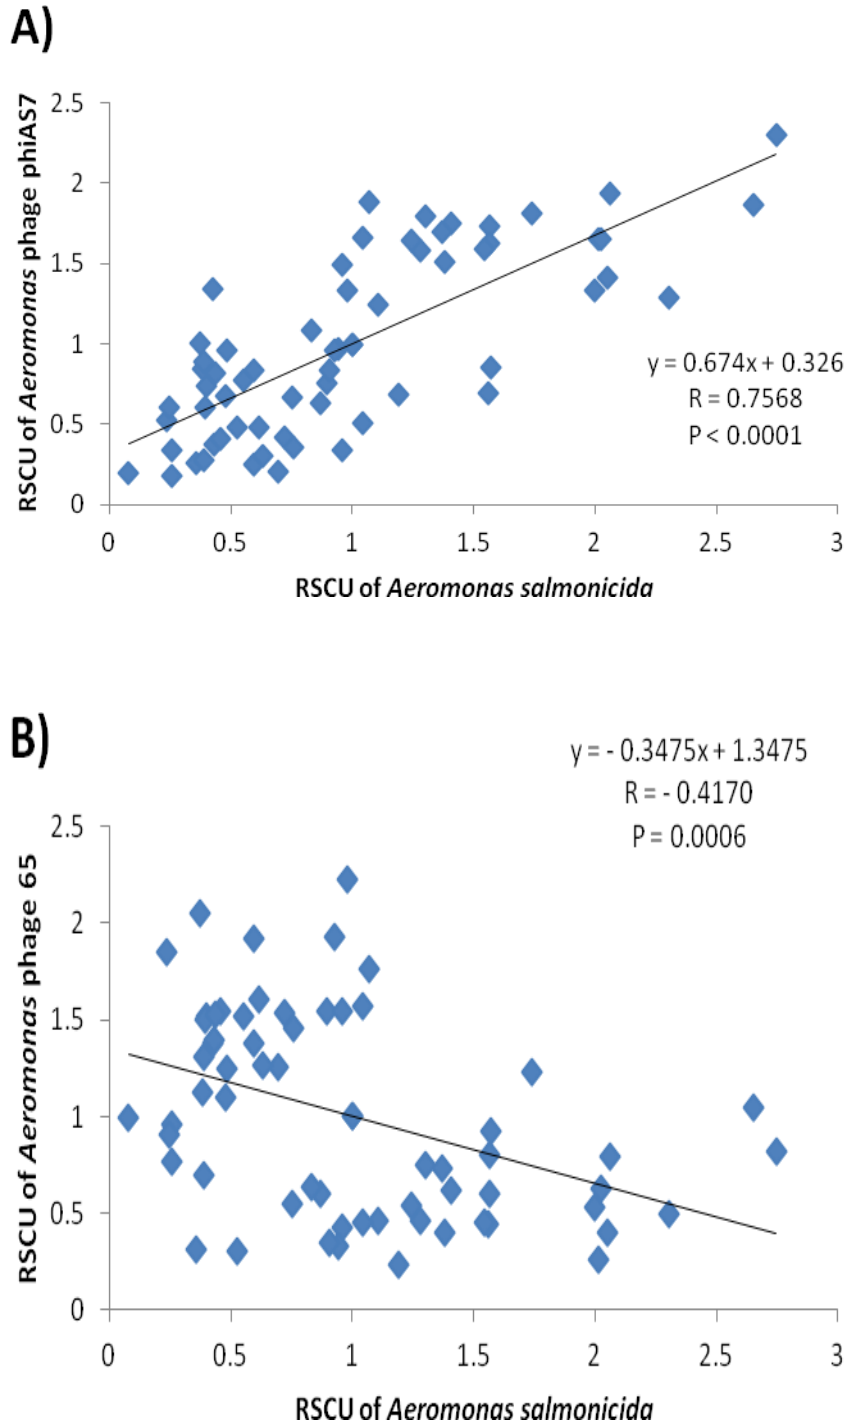 A)
RSCU of Aeromonas phage phiAS7
2.5
2
1.5
1
0.5
0
y = 0.674x + 0.326
R = 0.7568
P < 0.0001
0 0.5 1 1.5 2 2.5 3
RSCU of Aeromonas salmonicida
B)
y = - 0.3475x + 1.3475
R = - 0.4170
P = 0.0006
RSCU of Aeromonas phage 65
2.5
2
1.5
1
0.5
0
0 0.5 1 1.5 2 2.5 3
RSCU of Aeromonas salmonicida